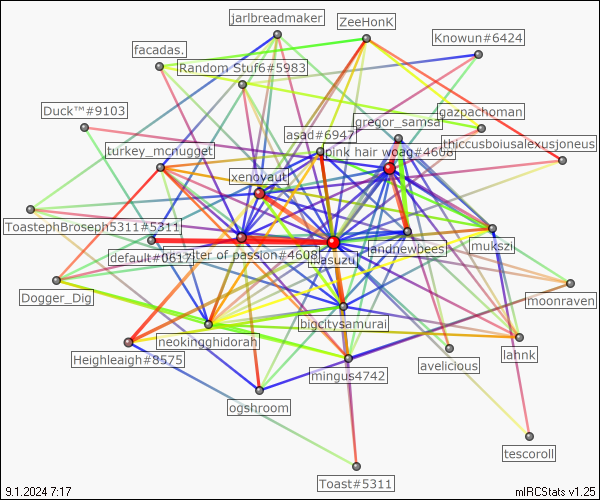 jarlbreadmaker
ZeeHonK
Knowun#6424
facadas.
Random Stuf6#5983
Duck™#9103
gazpachoman
gregor_samsa
asad#6947
thiccusboiusalexusjoneus
turkey_mcnugget
pink hair woag#4608
xenovaut
ToastephBroseph5311#5311
andnewbees
mukszi
default#0617
ter of passion#4608
asuzu
Dogger_Dig
moonraven
bigcitysamurai
neokingghidorah
Heighleaigh#8575
lahnk
avelicious
mingus4742
ogshroom
tescoroll
Toast#5311
9.1.2024 7:17
mIRCStats v1.25